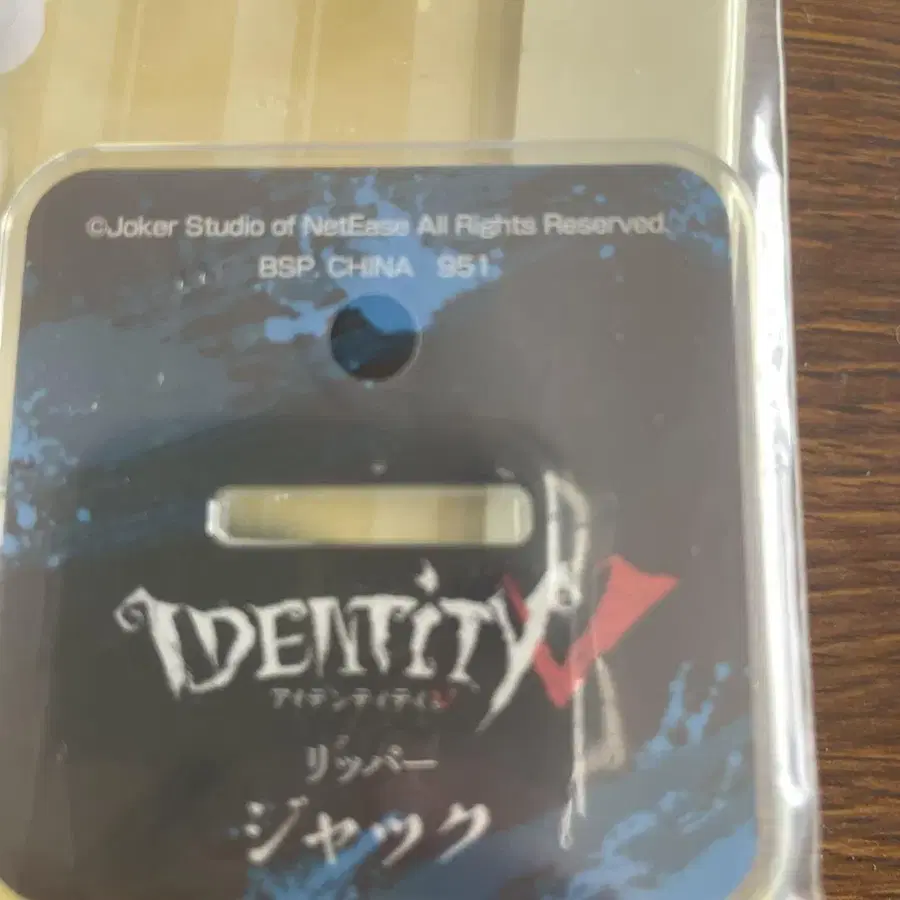 ©Joker Studio of NetEase All Rights Reserved.
BSP. CHINA 951
IDENTITY V
アイデンティティV
リッパー
ジャック